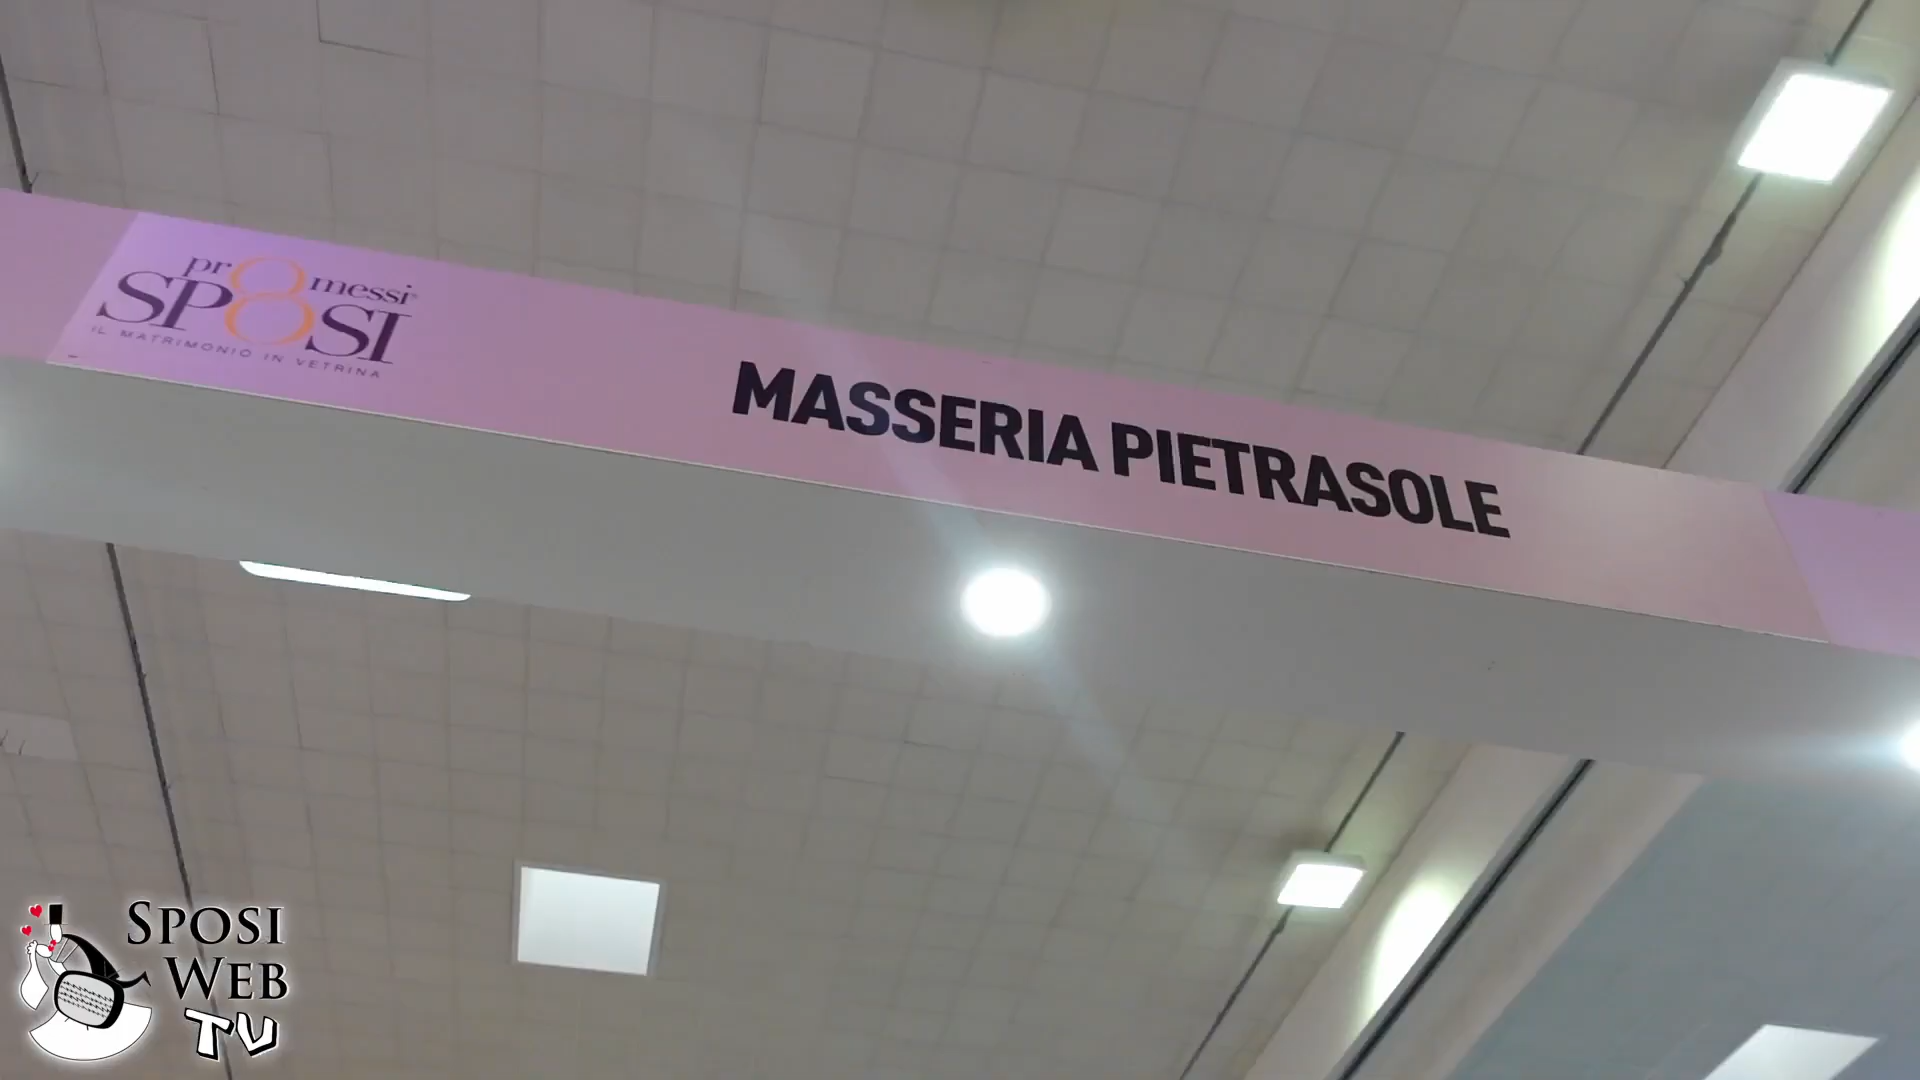 pr8messi
SP8SI
IL MATRIMONIO IN VETRINA
MASSERIA PIETRASOLE
SPOSI
WEB
TV